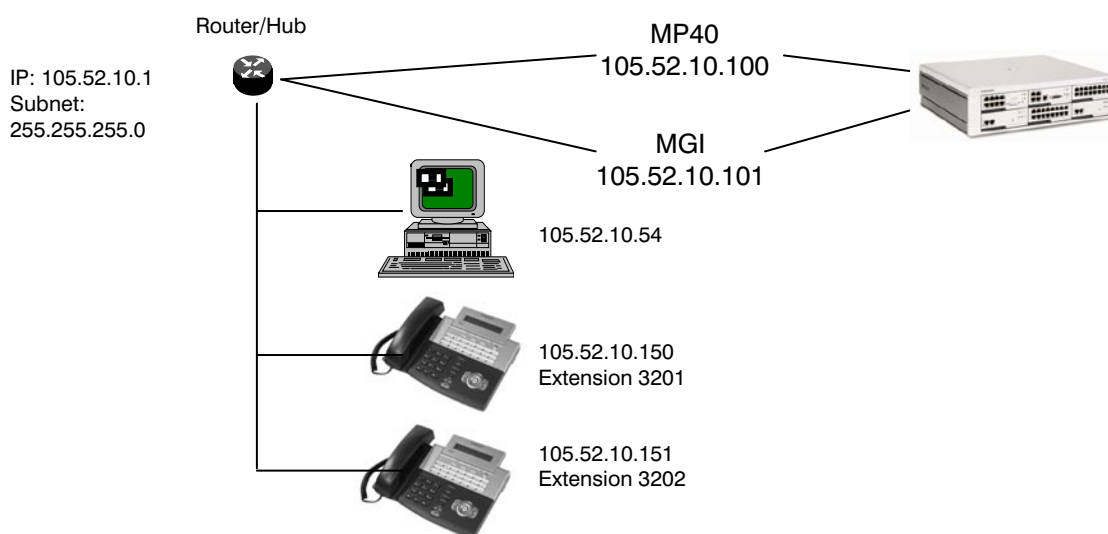 Router/Hub
IP: 105.52.10.1
Subnet:
255.255.255.0
MP40
105.52.10.100
MGI
105.52.10.101
105.52.10.54
105.52.10.150
Extension 3201
105.52.10.151
Extension 3202